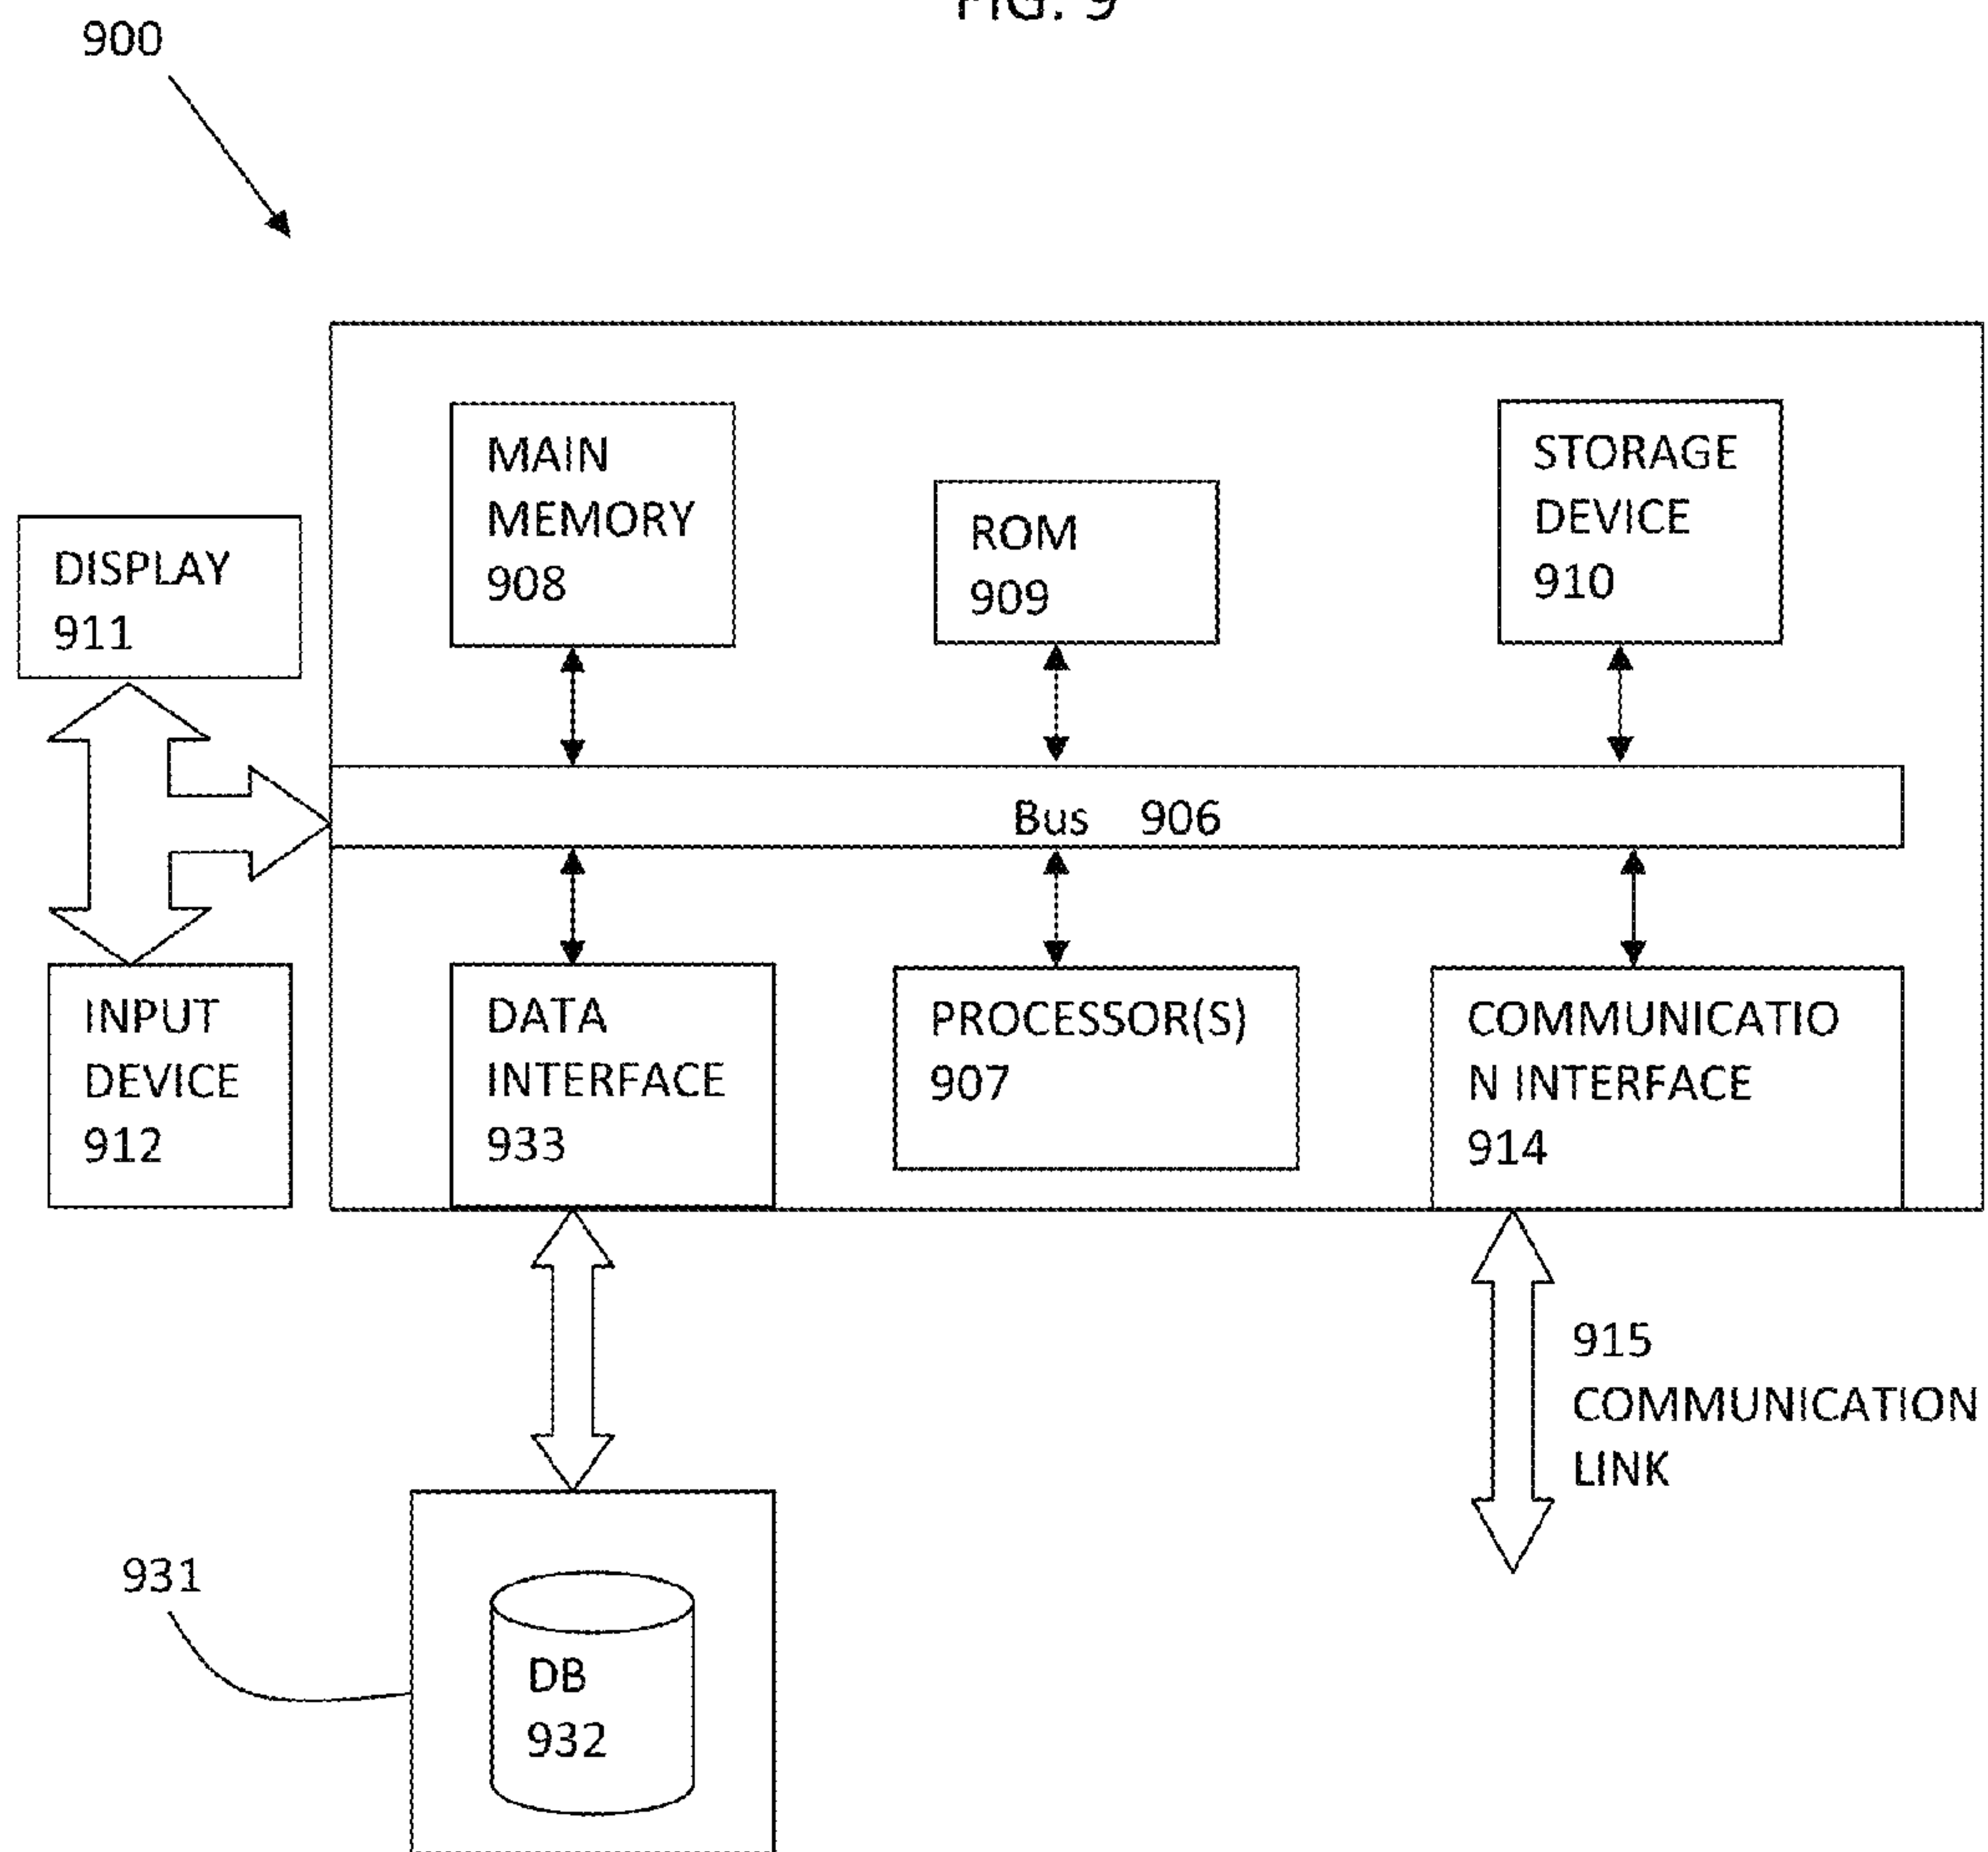 FIG. 9
900
MAIN
MEMORY
908
ROM
909
STORAGE
DEVICE
910
DISPLAY
911
Bus 906
INPUT
DEVICE
912
DATA
INTERFACE
933
PROCESSOR(S)
907
COMMUNICATIO
N INTERFACE
914
915
COMMUNICATION
LINK
931
DB
932